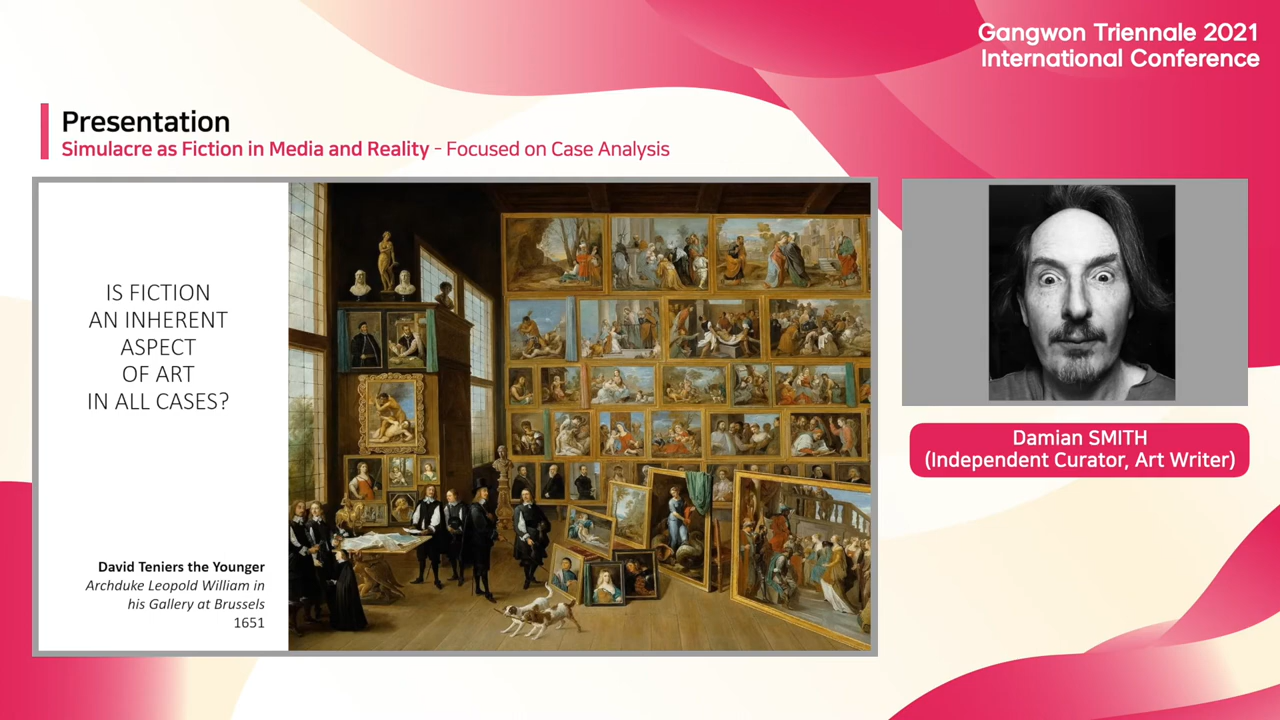 Gangwon Triennale 2021
International Conference
Presentation
Simulacre as Fiction in Media and Reality - Focused on Case Analysis
IS FICTION
AN INHERENT
ASPECT
OF ART
IN ALL CASES?
David Teniers the Younger
Archduke Leopold William in
his Gallery at Brussels
1651
Damian SMITH
(Independent Curator, Art Writer)